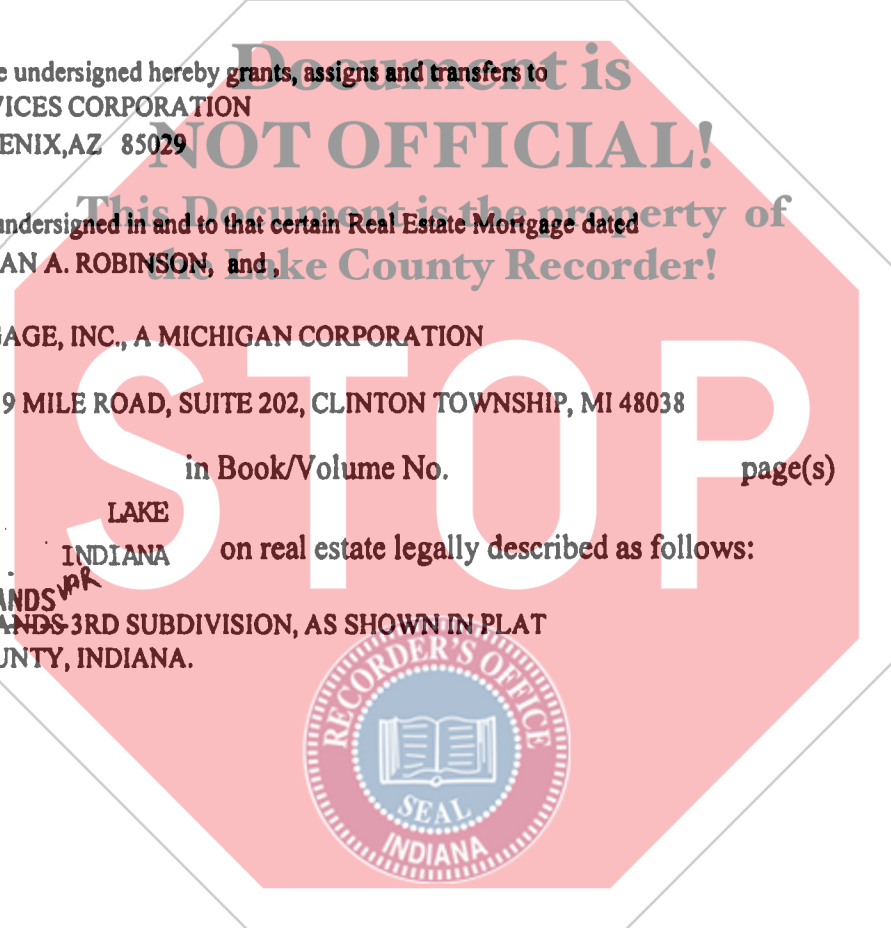 Document is
e undersigned hereby grants, assigns and transfers to
VICES CORPORATION
ENIX,AZ 85029
NOT OFFICIAL!
This Document is the property of
undersigned in and to that certain Real Estate Mortgage dated
AN A. ROBINSON, and ,
the Lake County Recorder!
GAGE, INC., A MICHIGAN CORPORATION
STOP
9 MILE ROAD, SUITE 202, CLINTON TOWNSHIP, MI 48038
in Book/Volume No. page(s)
LAKE
INDIANA on real estate legally described as follows:
ANDS
ANDS 3RD SUBDIVISION, AS SHOWN IN PLAT
UNTY, INDIANA.
RECORDER'S OFFICE
SEAL
INDIANA